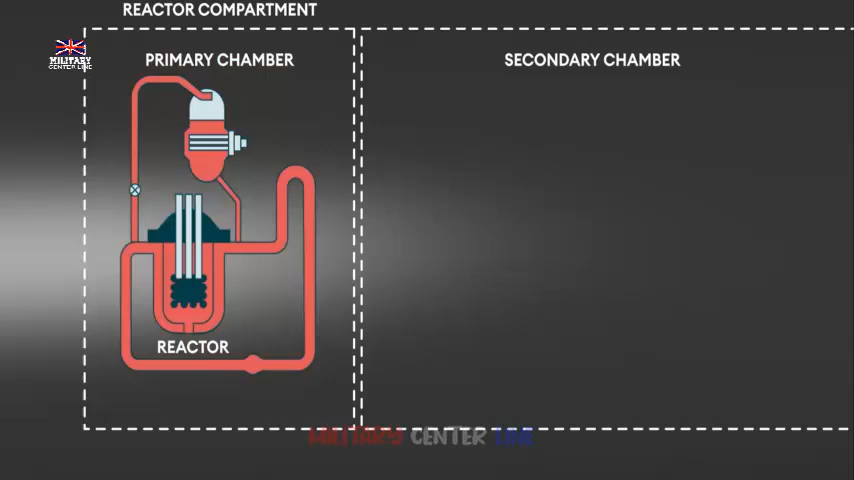 REACTOR COMPARTMENT
MILITARY
CENTER LINE
PRIMARY CHAMBER
SECONDARY CHAMBER
REACTOR
MILITARY CENTER LINE